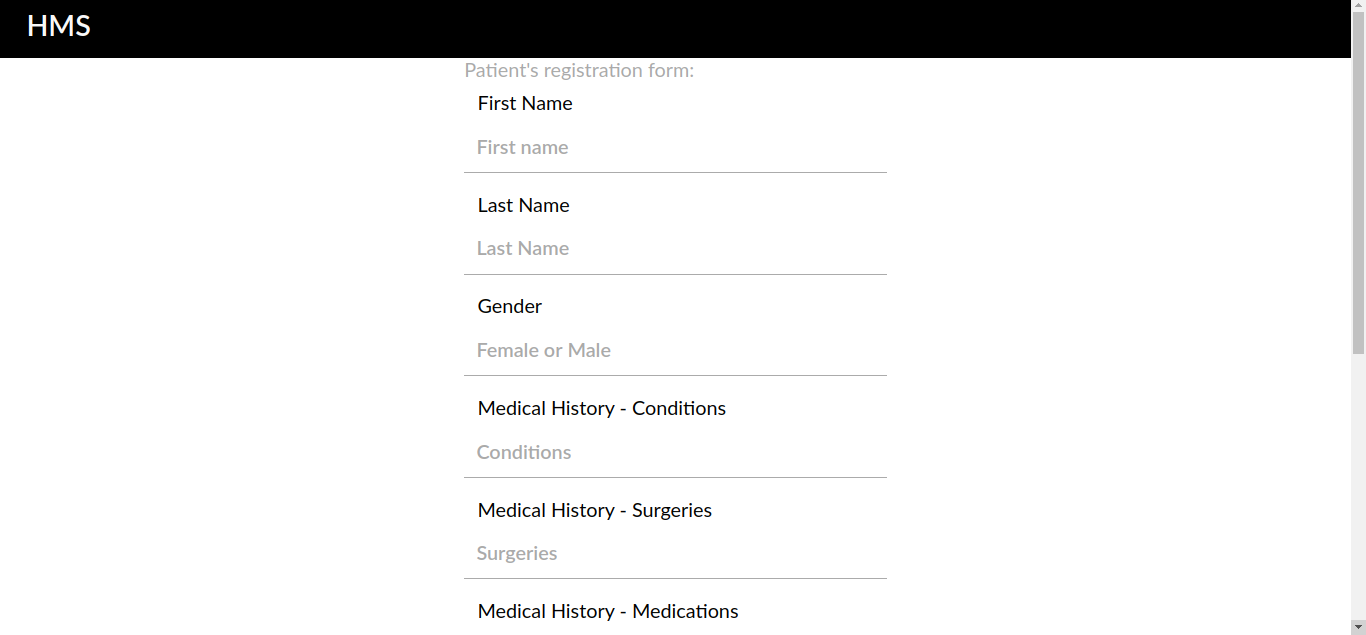 HMS
Patient's registration form:
First Name
First name
Last Name
Last Name
Gender
Female or Male
Medical History - Conditions
Conditions
Medical History - Surgeries
Surgeries
Medical History - Medications